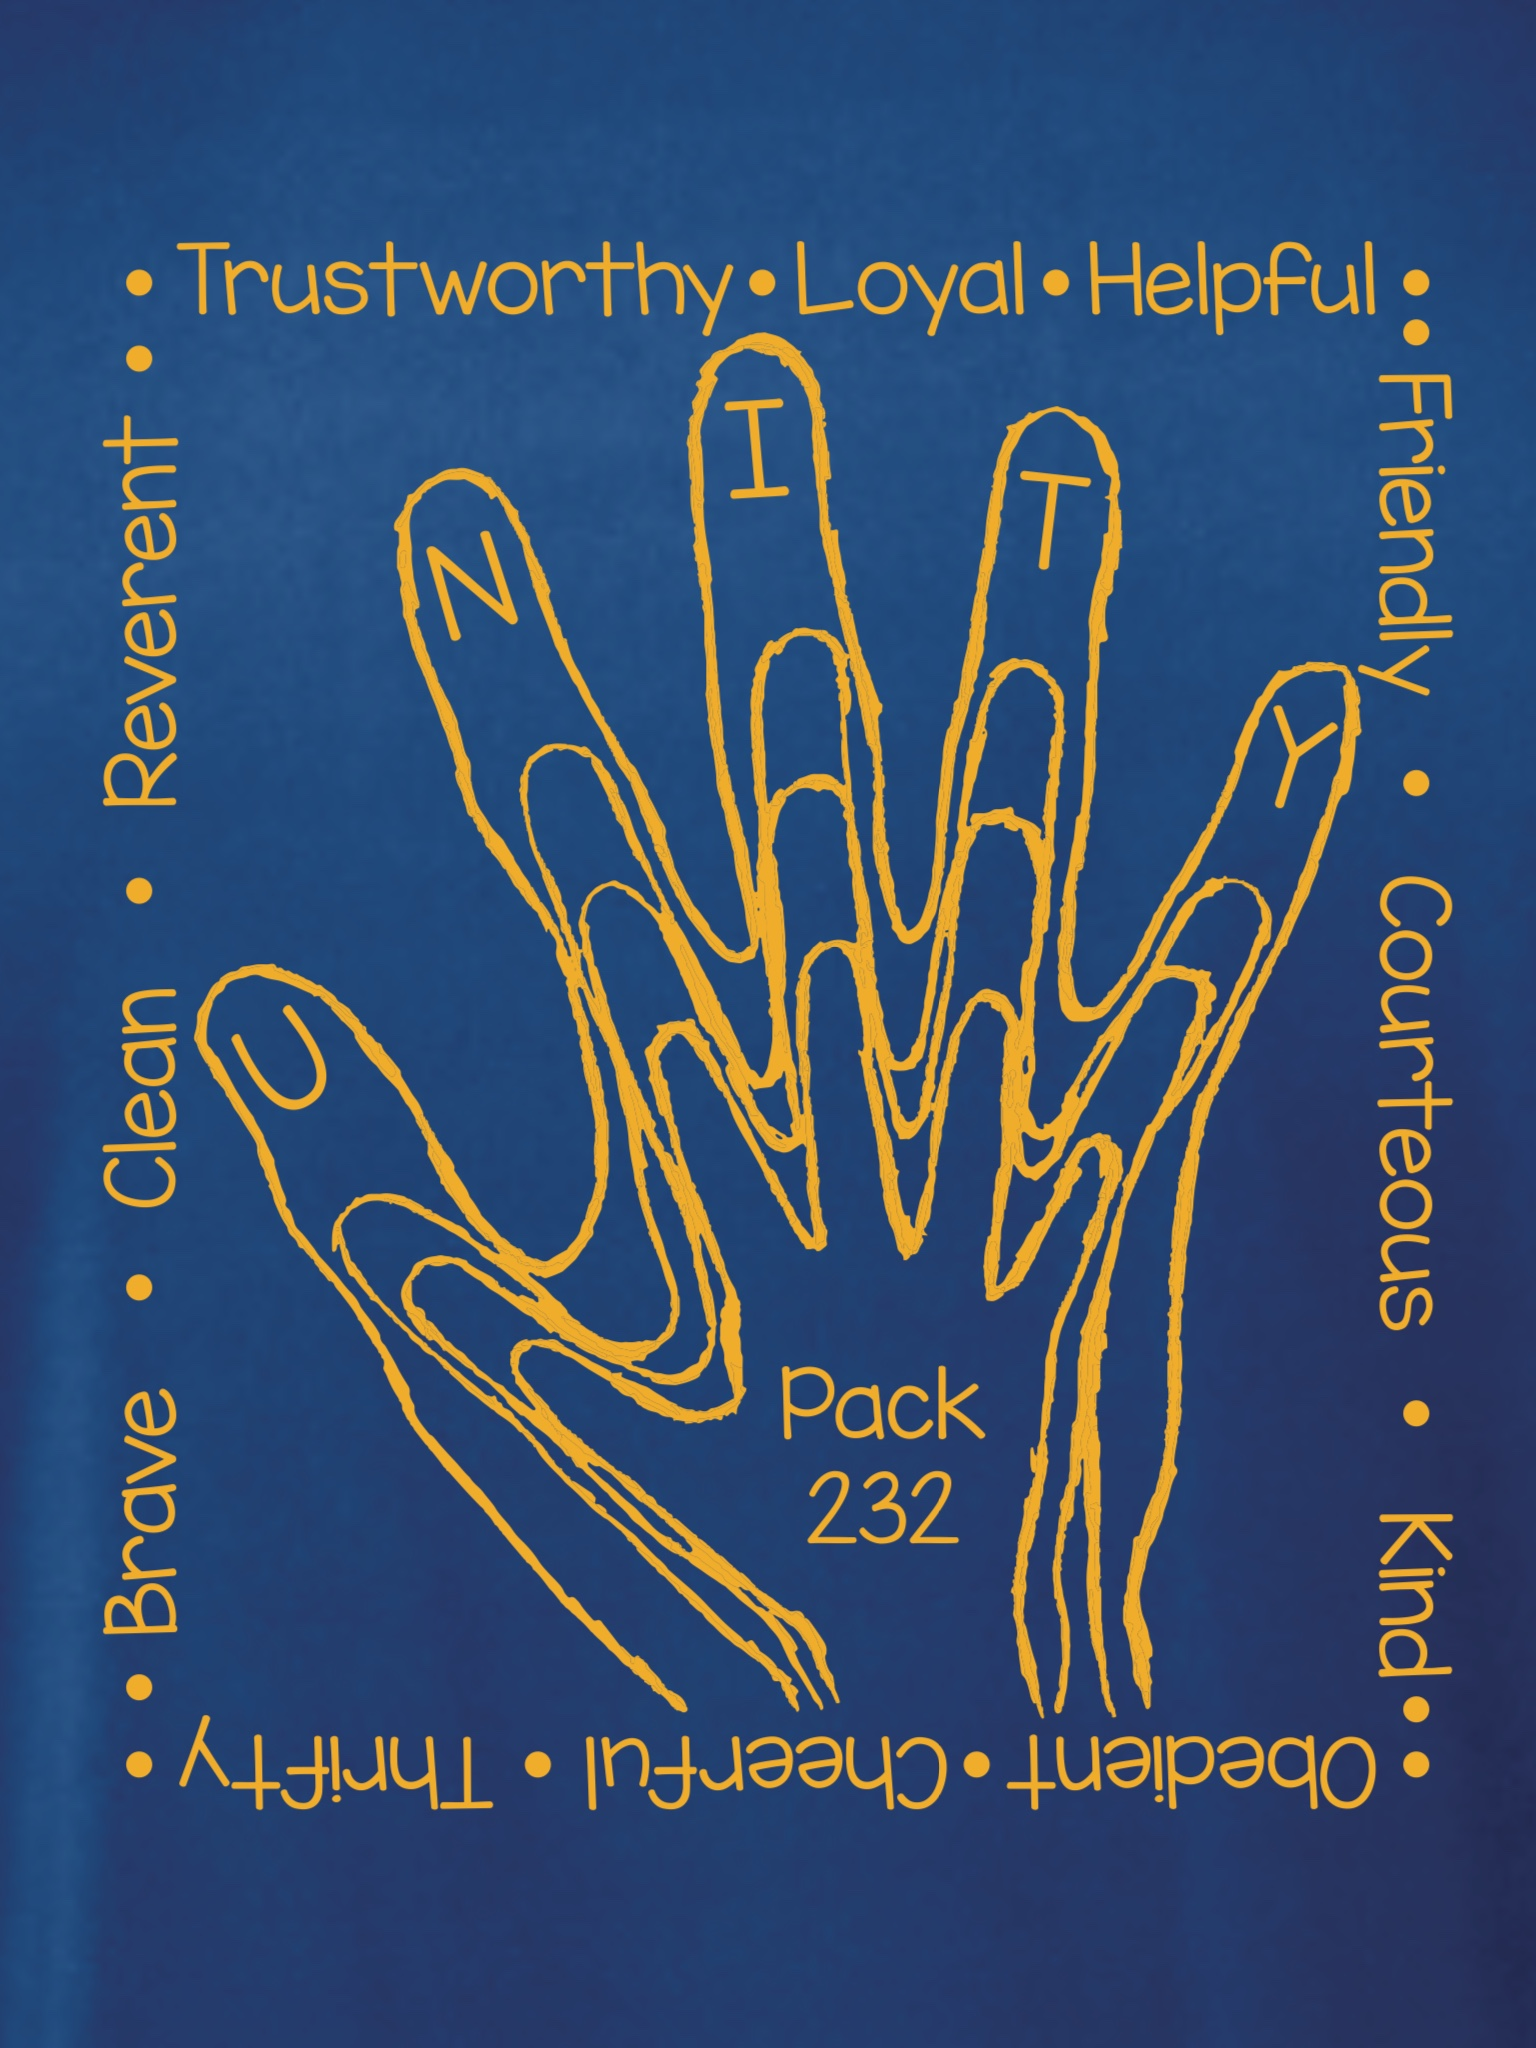 • Trustworthy • Loyal • Helpful •
• Friendly • Courteous • Kind •
• Obedient • Cheerful • Thrifty •
• Brave • Clean • Reverent •
U
N
I
T
Y
Pack
232